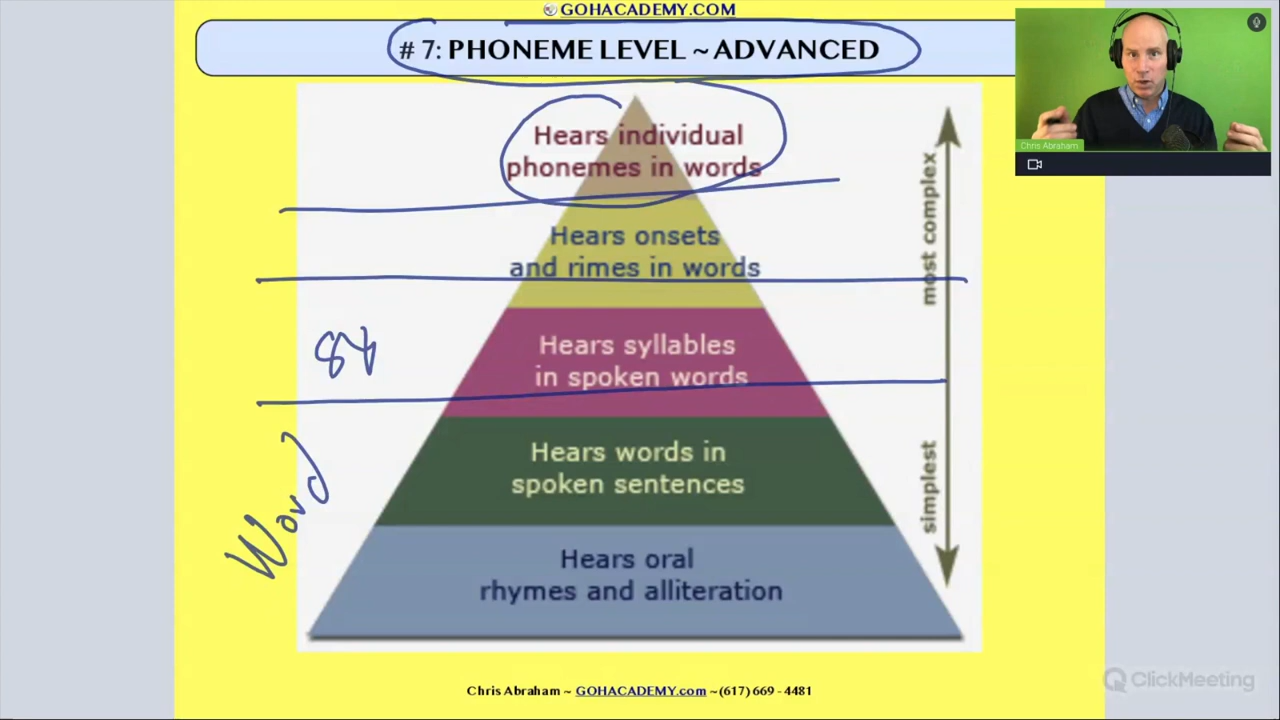 GOHACADEMY.COM
# 7: PHONEME LEVEL ~ ADVANCED
Hears individual
phonemes in words
Hears onsets
and rimes in words
Hears syllables
in spoken words
Hears words in
spoken sentences
Hears oral
rhymes and alliteration
most complex
simplest
Word
Chris Abraham
Chris Abraham ~ GOHACADEMY.com ~(617) 669 - 4481
ClickMeeting